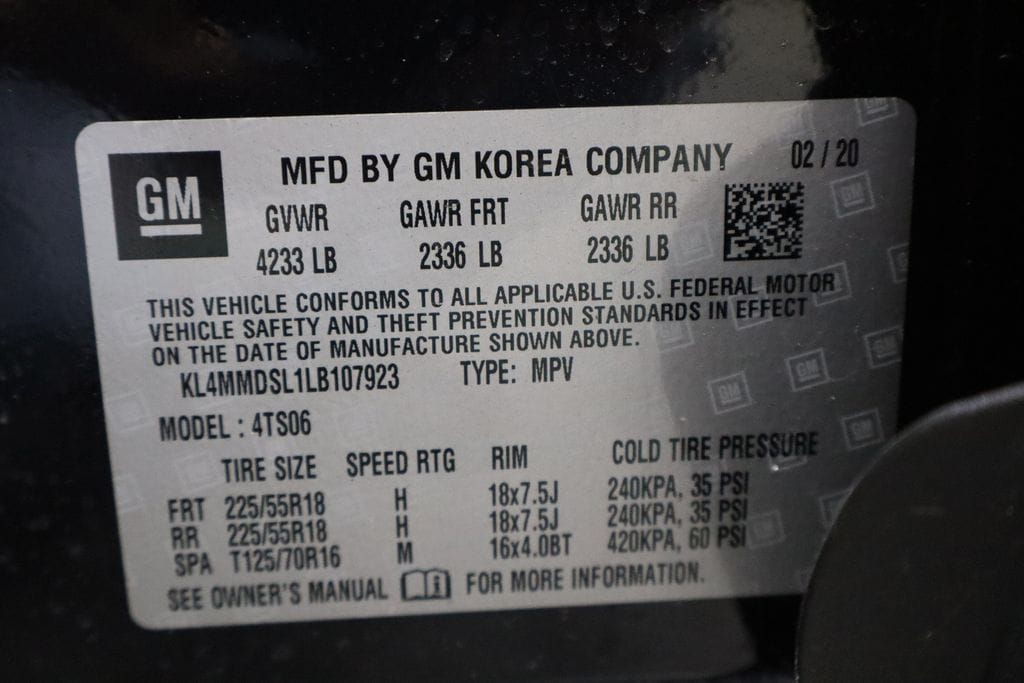 GM
MFD BY GM KOREA COMPANY 02 / 20
GVWR GAWR FRT GAWR RR
4233 LB 2336 LB 2336 LB
THIS VEHICLE CONFORMS TO ALL APPLICABLE U.S. FEDERAL MOTOR
VEHICLE SAFETY AND THEFT PREVENTION STANDARDS IN EFFECT
ON THE DATE OF MANUFACTURE SHOWN ABOVE.
KL4MMDSL1LB107923 TYPE: MPV
MODEL : 4TS06
TIRE SIZE SPEED RTG RIM COLD TIRE PRESSURE
FRT 225/55R18 H 18x7.5J 240KPA, 35 PSI
RR 225/55R18 H 18x7.5J 240KPA, 35 PSI
SPA T125/70R16 M 16x4.0BT 420KPA, 60 PSI
SEE OWNER'S MANUAL FOR MORE INFORMATION.